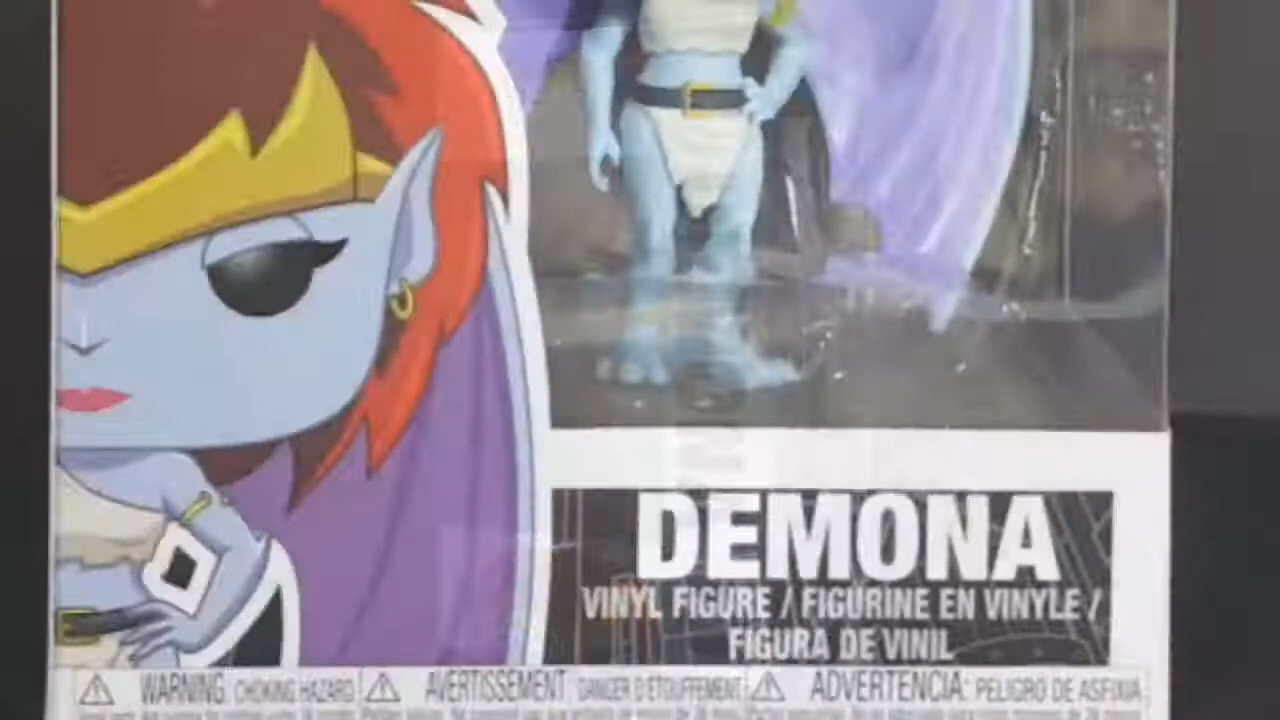 DEMONA
VINYL FIGURE / FIGURINE EN VINYLE /
FIGURA DE VINIL
WARNING: CHOKING HAZARD. AVERTISSEMENT: DANGER D'ÉTOUFFEMENT ADVERTENCIA: PELIGRO DE ASFIXIA